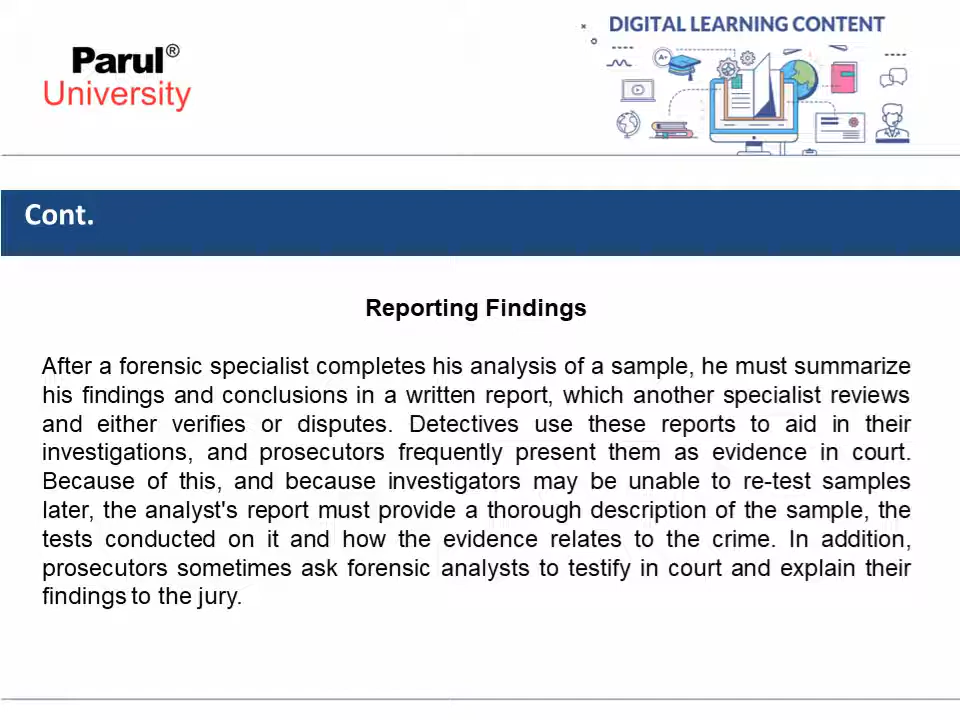 DIGITAL LEARNING CONTENT
Parul®
University
A+
Cont.
Reporting Findings
After a forensic specialist completes his analysis of a sample, he must summarize
his findings and conclusions in a written report, which another specialist reviews
and either verifies or disputes. Detectives use these reports to aid in their
investigations, and prosecutors frequently present them as evidence in court.
Because of this, and because investigators may be unable to re-test samples
later, the analyst's report must provide a thorough description of the sample, the
tests conducted on it and how the evidence relates to the crime. In addition,
prosecutors sometimes ask forensic analysts to testify in court and explain their
findings to the jury.